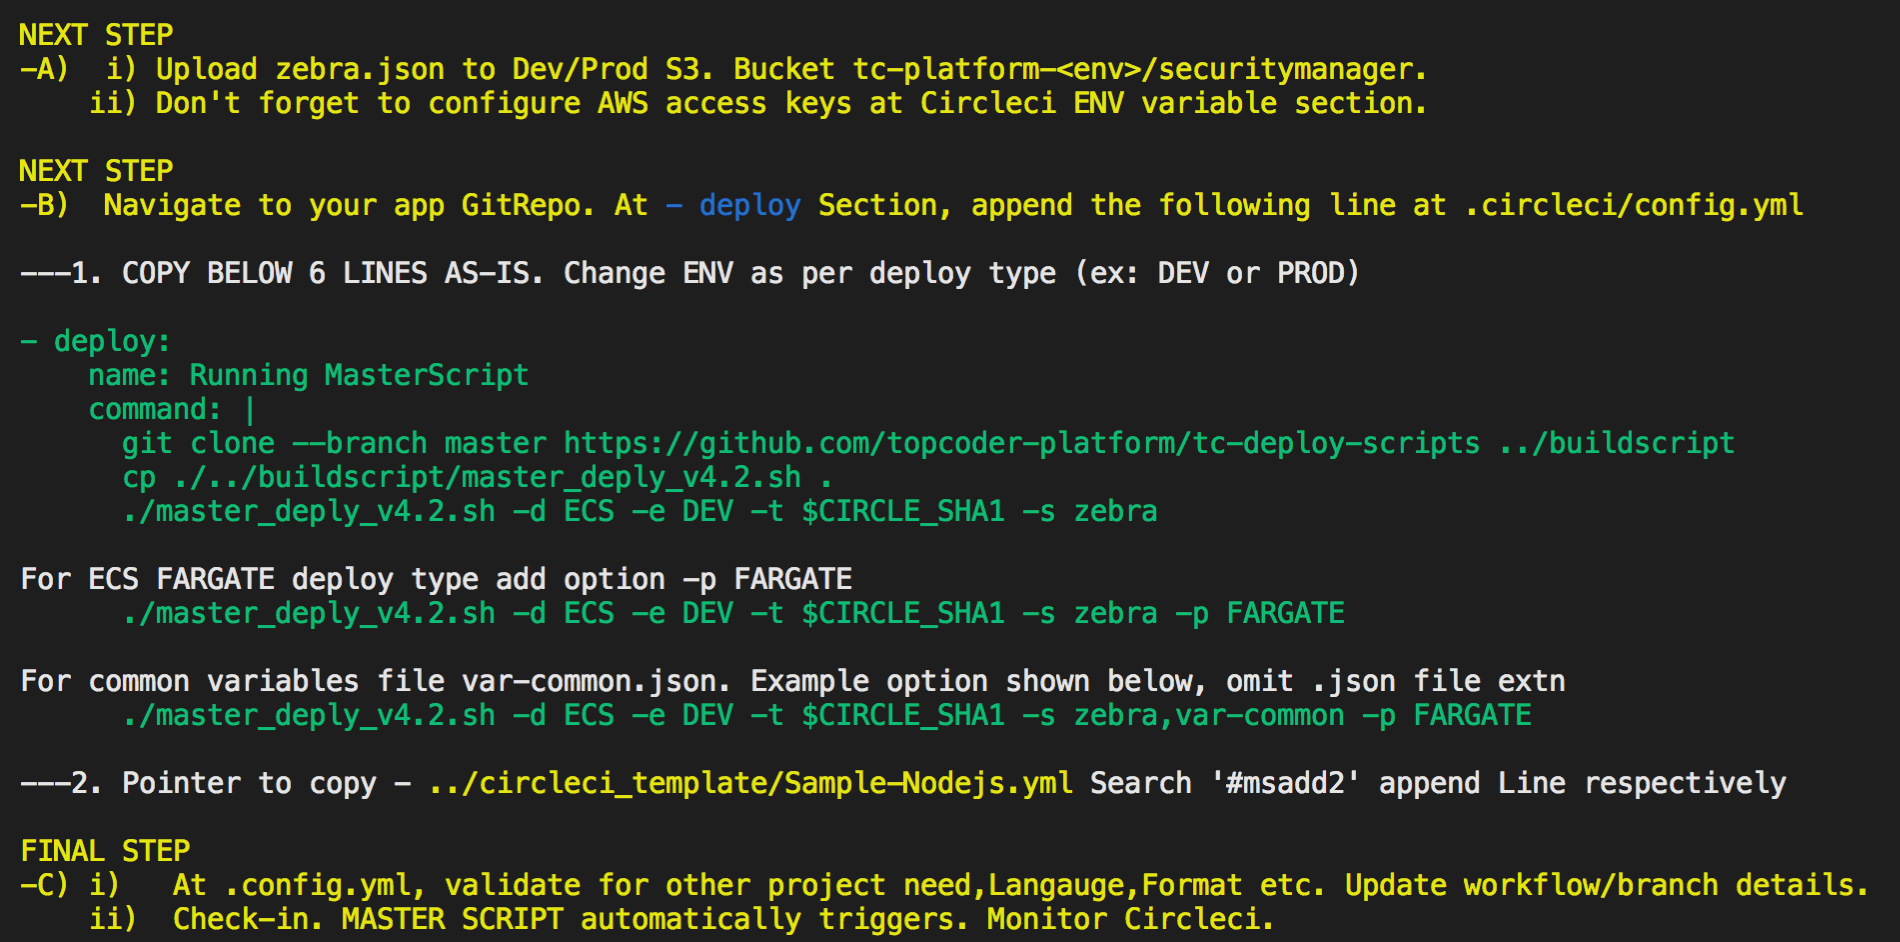 NEXT STEP
-A)  i) Upload zebra.json to Dev/Prod S3. Bucket tc-platform-<env>/securitymanager.
    ii) Don't forget to configure AWS access keys at Circleci ENV variable section.
NEXT STEP
-B)  Navigate to your app GitRepo. At - deploy Section, append the following line at .circleci/config.yml
---1. COPY BELOW 6 LINES AS-IS. Change ENV as per deploy type (ex: DEV or PROD)
- deploy:
    name: Running MasterScript
    command: |
      git clone --branch master https://github.com/topcoder-platform/tc-deploy-scripts ../buildscript
      cp ./../buildscript/master_deply_v4.2.sh .
      ./master_deply_v4.2.sh -d ECS -e DEV -t $CIRCLE_SHA1 -s zebra
For ECS FARGATE deploy type add option -p FARGATE
      ./master_deply_v4.2.sh -d ECS -e DEV -t $CIRCLE_SHA1 -s zebra -p FARGATE
For common variables file var-common.json. Example option shown below, omit .json file extn
      ./master_deply_v4.2.sh -d ECS -e DEV -t $CIRCLE_SHA1 -s zebra,var-common -p FARGATE
---2. Pointer to copy - ../circleci_template/Sample-Nodejs.yml Search '#msadd2' append Line respectively
FINAL STEP
-C) i)   At .config.yml, validate for other project need,Langauge,Format etc. Update workflow/branch details.
    ii)  Check-in. MASTER SCRIPT automatically triggers. Monitor Circleci.